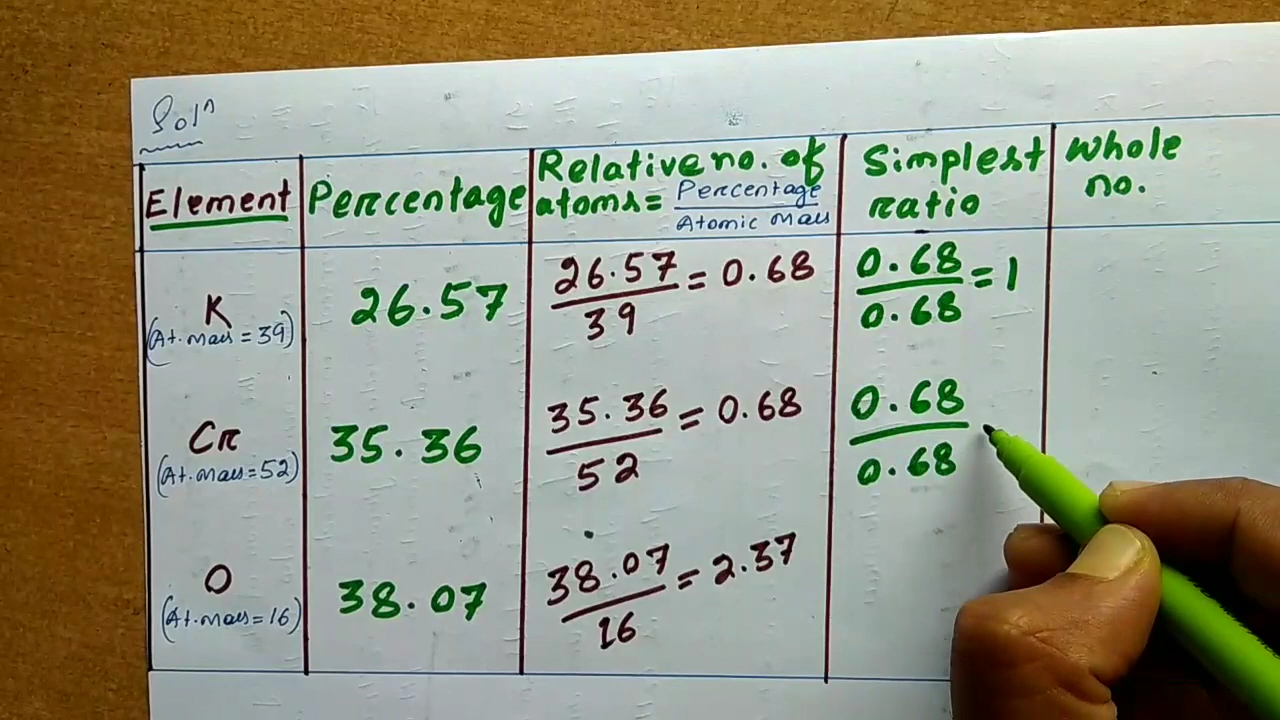 Solⁿ
Element
Percentage
Relative no. of
atoms = Percentage
Atomic Mass
Simplest
ratio
Whole
no.
K
(At. mass = 39)
26.57
26.57 = 0.68
39
0.68 = 1
0.68
Cr
(At. mass = 52)
35.36
35.36 = 0.68
52
0.68
0.68
O
(At. mass = 16)
38.07
38.07 = 2.37
16